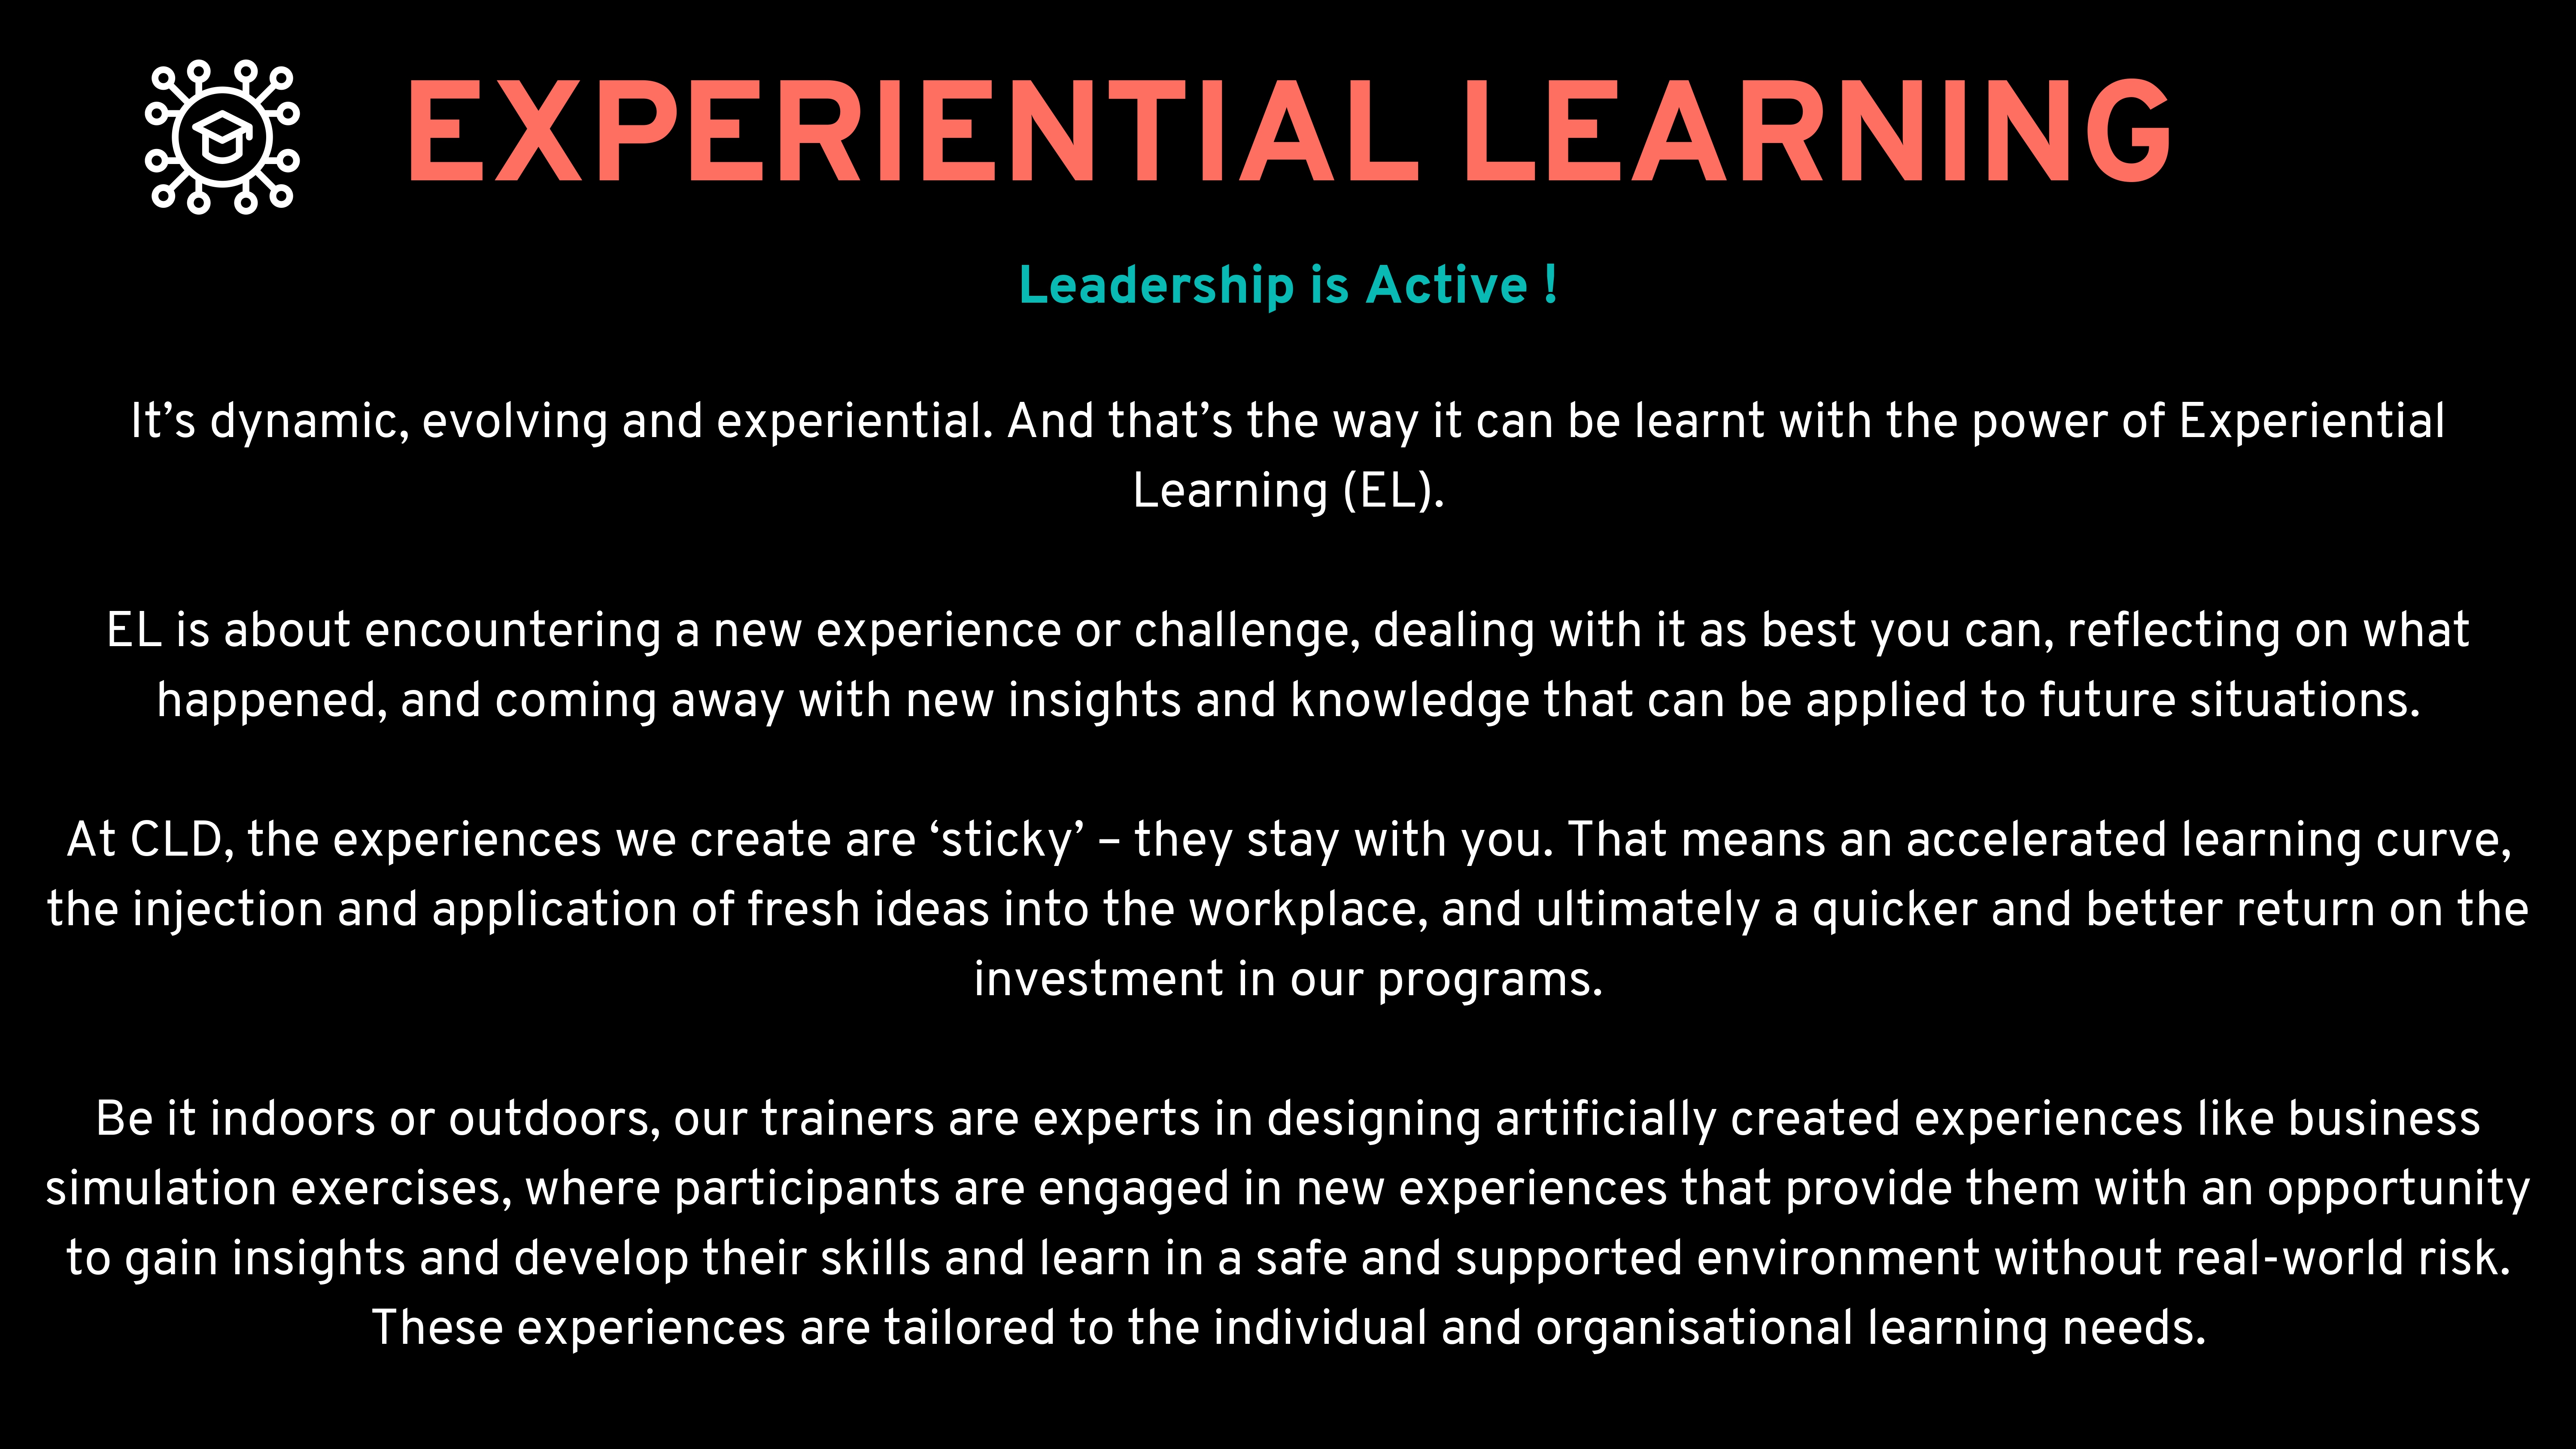 EXPERIENTIAL LEARNING
Leadership is Active !
It’s dynamic, evolving and experiential. And that’s the way it can be learnt with the power of Experiential
Learning (EL).
EL is about encountering a new experience or challenge, dealing with it as best you can, reflecting on what
happened, and coming away with new insights and knowledge that can be applied to future situations.
At CLD, the experiences we create are ‘sticky’ – they stay with you. That means an accelerated learning curve,
the injection and application of fresh ideas into the workplace, and ultimately a quicker and better return on the
investment in our programs.
Be it indoors or outdoors, our trainers are experts in designing artificially created experiences like business
simulation exercises, where participants are engaged in new experiences that provide them with an opportunity
to gain insights and develop their skills and learn in a safe and supported environment without real-world risk.
These experiences are tailored to the individual and organisational learning needs.